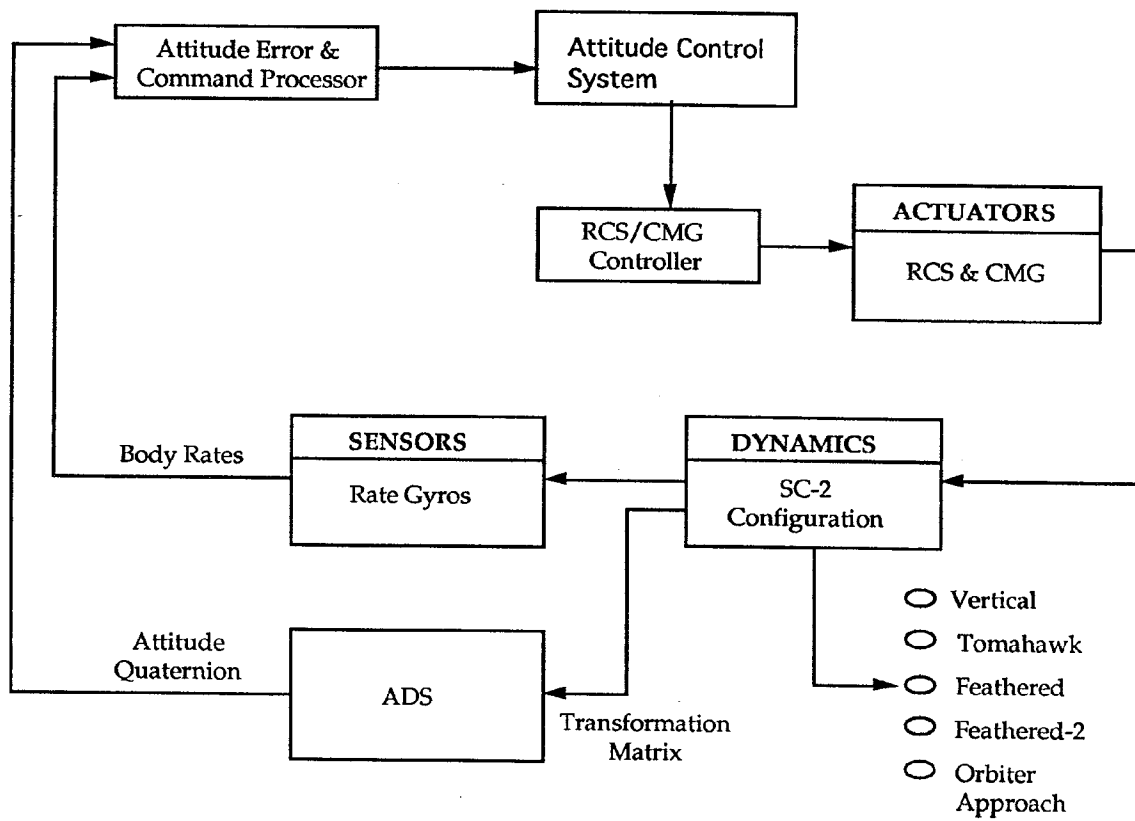 Attitude Error &
Command Processor
Attitude Control
System
RCS/CMG
Controller
ACTUATORS
RCS & CMG
Body Rates
SENSORS
Rate Gyros
DYNAMICS
SC-2
Configuration
Attitude
Quaternion
ADS
Transformation
Matrix
Vertical
Tomahawk
Feathered
Feathered-2
Orbiter
Approach